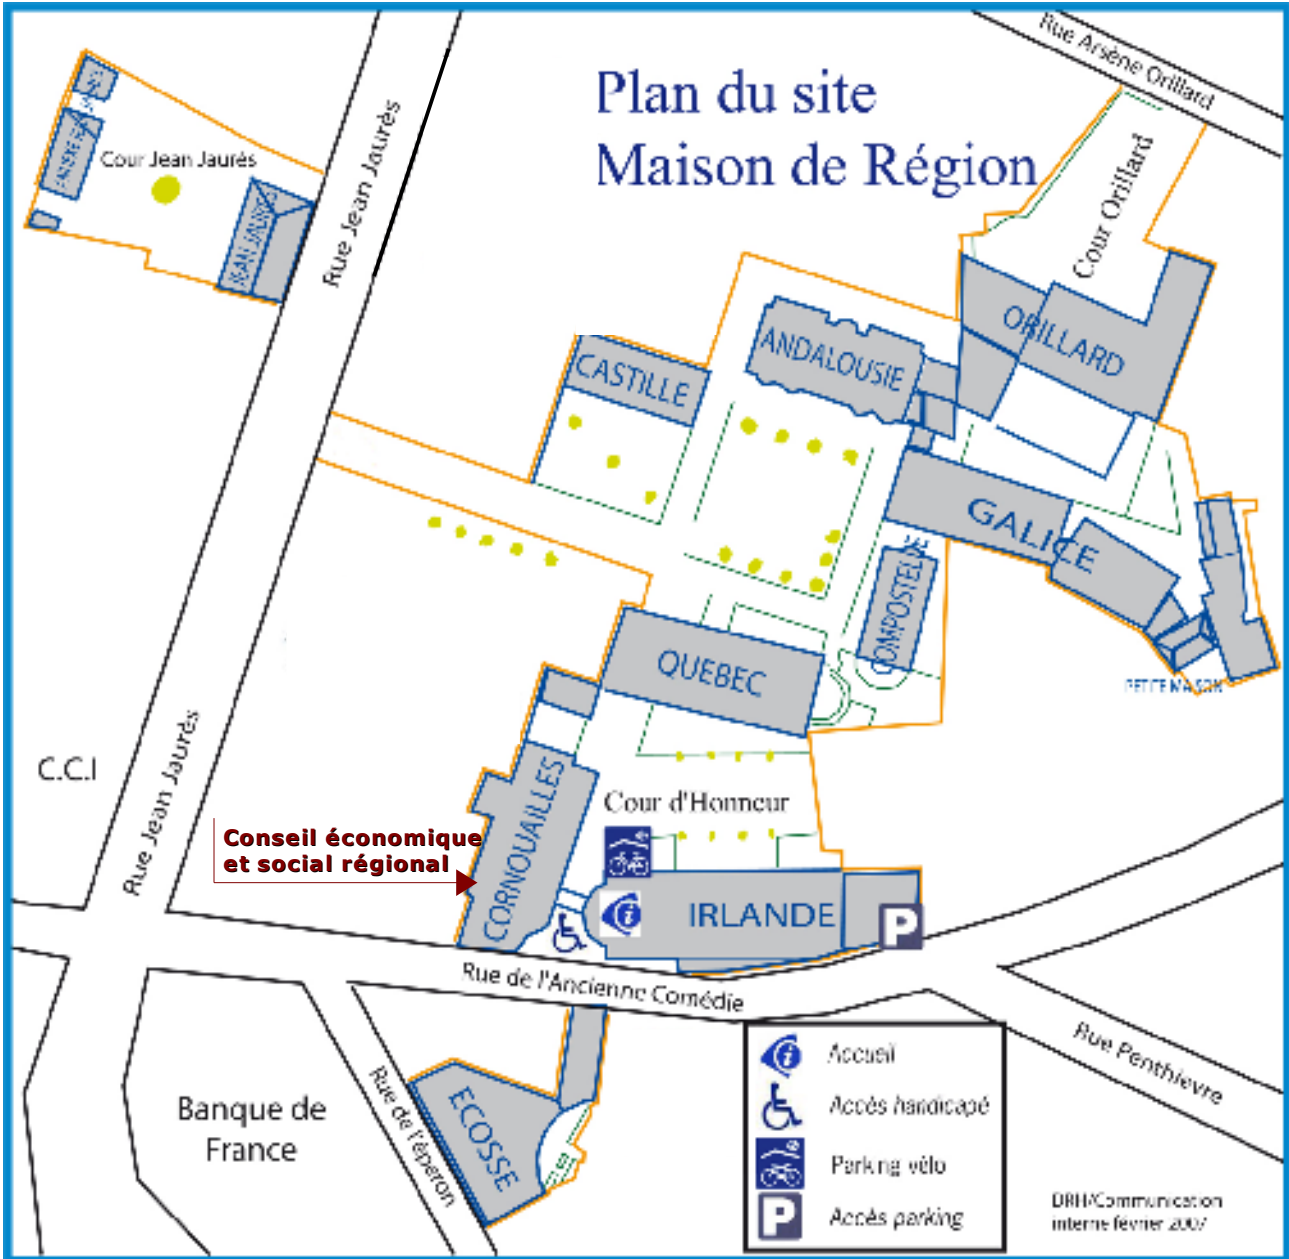 Rue Arsène Orillard
Plan du site
Maison de Région
Rue Jean Jaurès
Cour Jean Jaurès
JEAN JAURES
Cour Orillard
ORILLARD
ANDALOUSIE
CASTILLE
GALICE
COMPOSTELLE
QUEBEC
PETITE MAISON
C.C.I
Rue Jean Jaurès
CORNOUAILLES
Cour d'Honneur
Conseil économique
et social régional
IRLANDE
P
Rue de l'Ancienne Comédie
Rue Penthievre
Banque de
France
Rue de l'éperon
ECOSSE
Accueil
Accès handicapé
Parking vélo
P Accès parking
DRH/Communication
interne février 2007